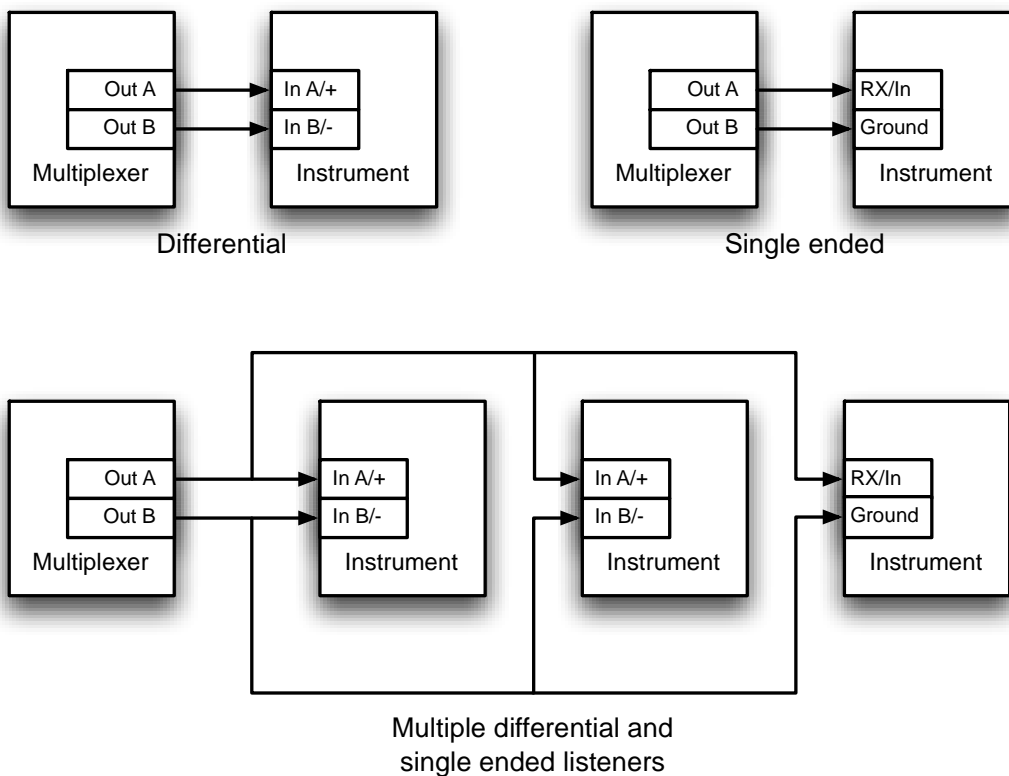 Out A
Out B
Multiplexer
In A/+
In B/-
Instrument
Differential
Out A
Out B
Multiplexer
RX/In
Ground
Instrument
Single ended
Out A
Out B
Multiplexer
In A/+
In B/-
Instrument
In A/+
In B/-
Instrument
RX/In
Ground
Instrument
Multiple differential and
single ended listeners